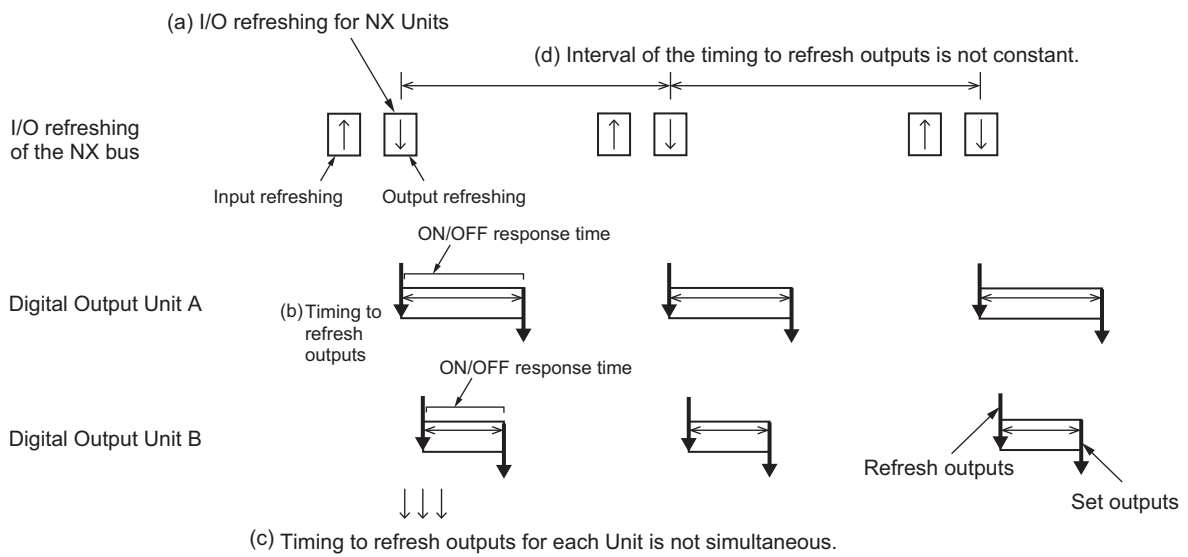 (a) I/O refreshing for NX Units
(d) Interval of the timing to refresh outputs is not constant.
I/O refreshing
of the NX bus
Input refreshing
Output refreshing
ON/OFF response time
Digital Output Unit A
(b) Timing to
refresh
outputs
ON/OFF response time
Digital Output Unit B
Refresh outputs
Set outputs
(c) Timing to refresh outputs for each Unit is not simultaneous.